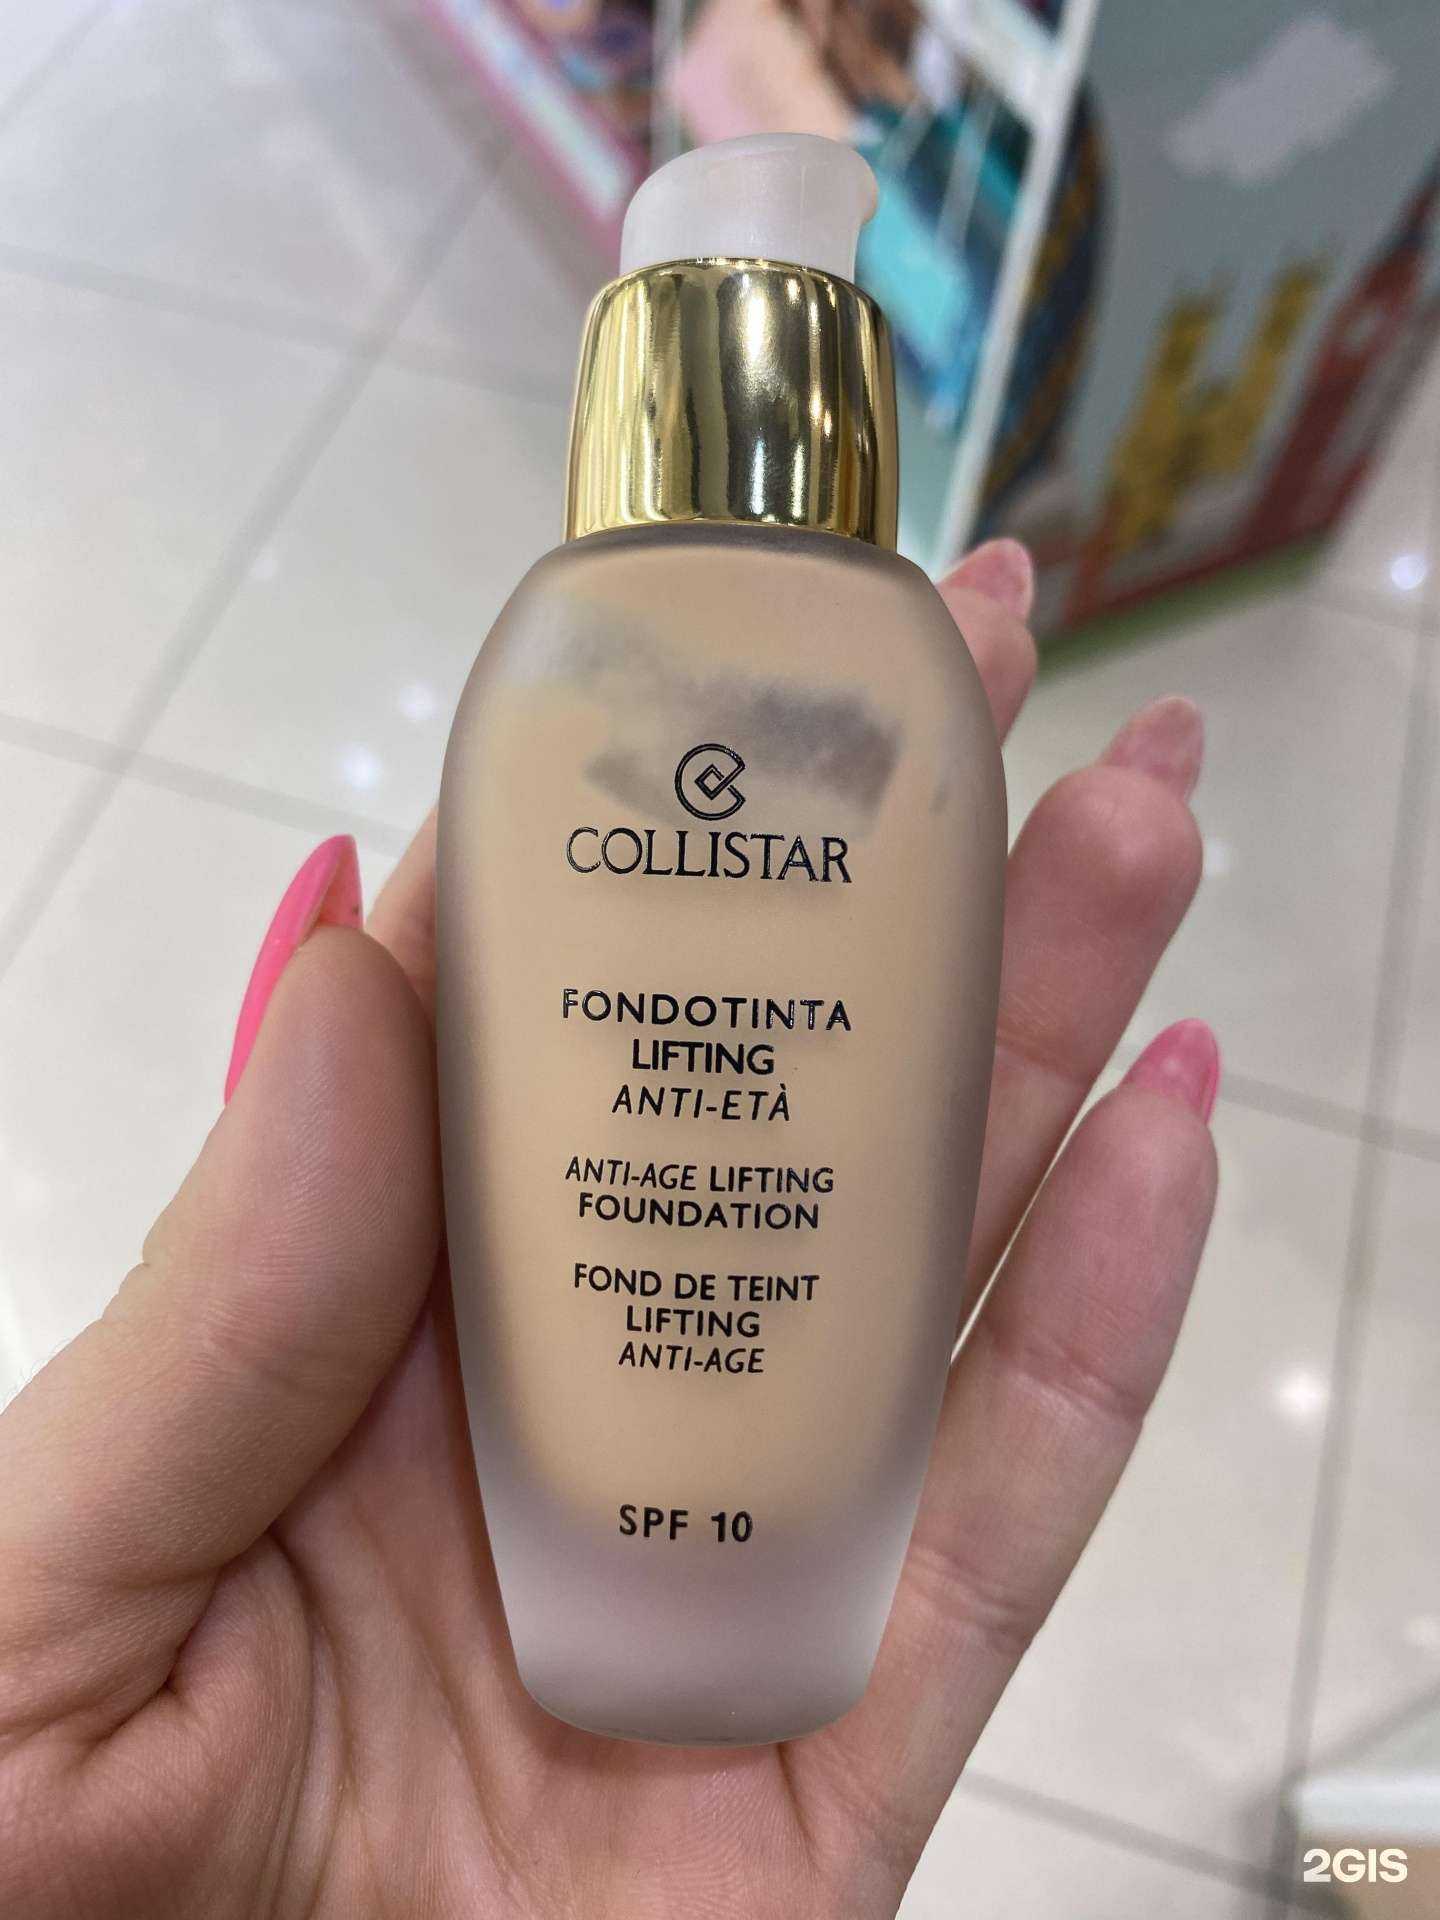 COLLISTAR
FONDOTINTA
LIFTING
ANTI-ETÀ
ANTI-AGE LIFTING
FOUNDATION
FOND DE TEINT
LIFTING
ANTI-AGE
SPF 10
2GIS